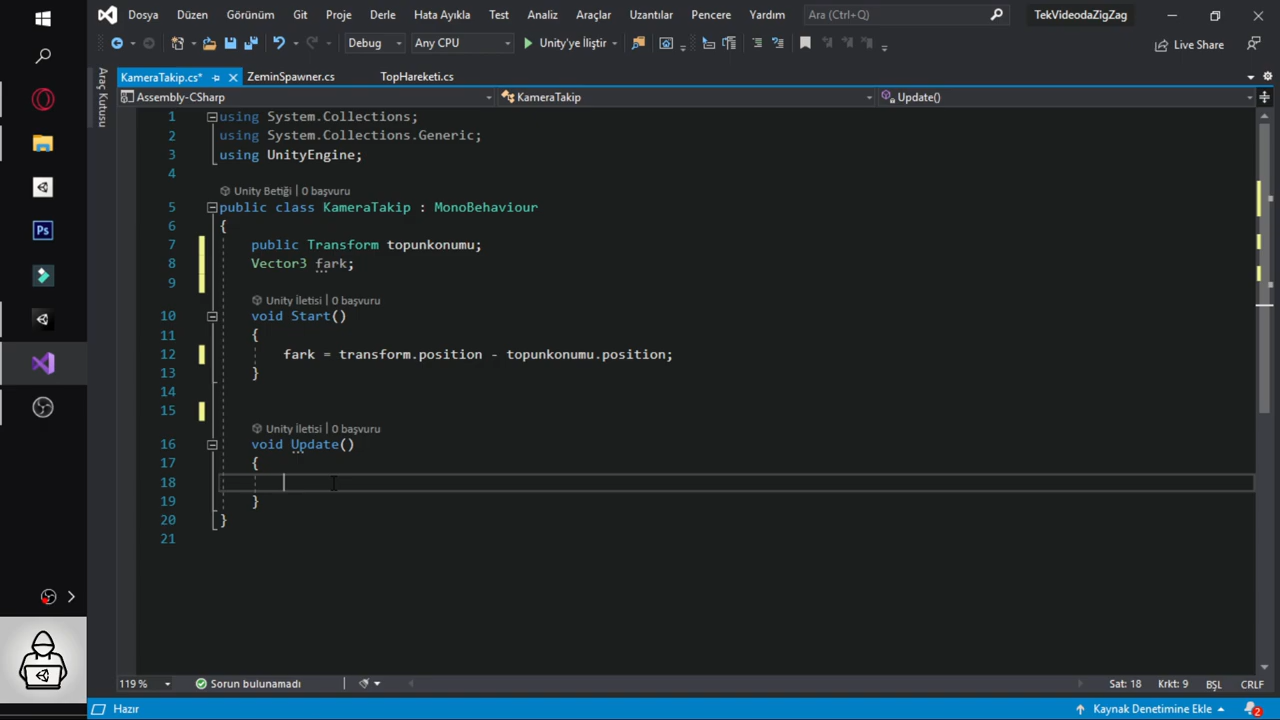 Dosya Düzen Görünüm Git Proje Derle Hata Ayıkla Test Analiz Araçlar Uzantılar Pencere Yardım Ara (Ctrl+Q) TekVideodaZigZag
Debug Any CPU Unity'ye İliştir Live Share
KameraTakip.cs* ZeminSpawner.cs TopHareketi.cs
Araç Kutusu
Assembly-CSharp KameraTakip Update()
1 using System.Collections;
2 using System.Collections.Generic;
3 using UnityEngine;
4
Unity Betiği | 0 başvuru
5 public class KameraTakip : MonoBehaviour
6 {
7 public Transform topunkonumu;
8 Vector3 fark;
9
Unity İletisi | 0 başvuru
10 void Start()
11 {
12 fark = transform.position - topunkonumu.position;
13 }
14
15
Unity İletisi | 0 başvuru
16 void Update()
17 {
18
19 }
20 }
21
Ps
119 % Sorun bulunamadı Sat: 18 Krkt: 9 BŞL CRLF
Hazır Kaynak Denetimine Ekle 2